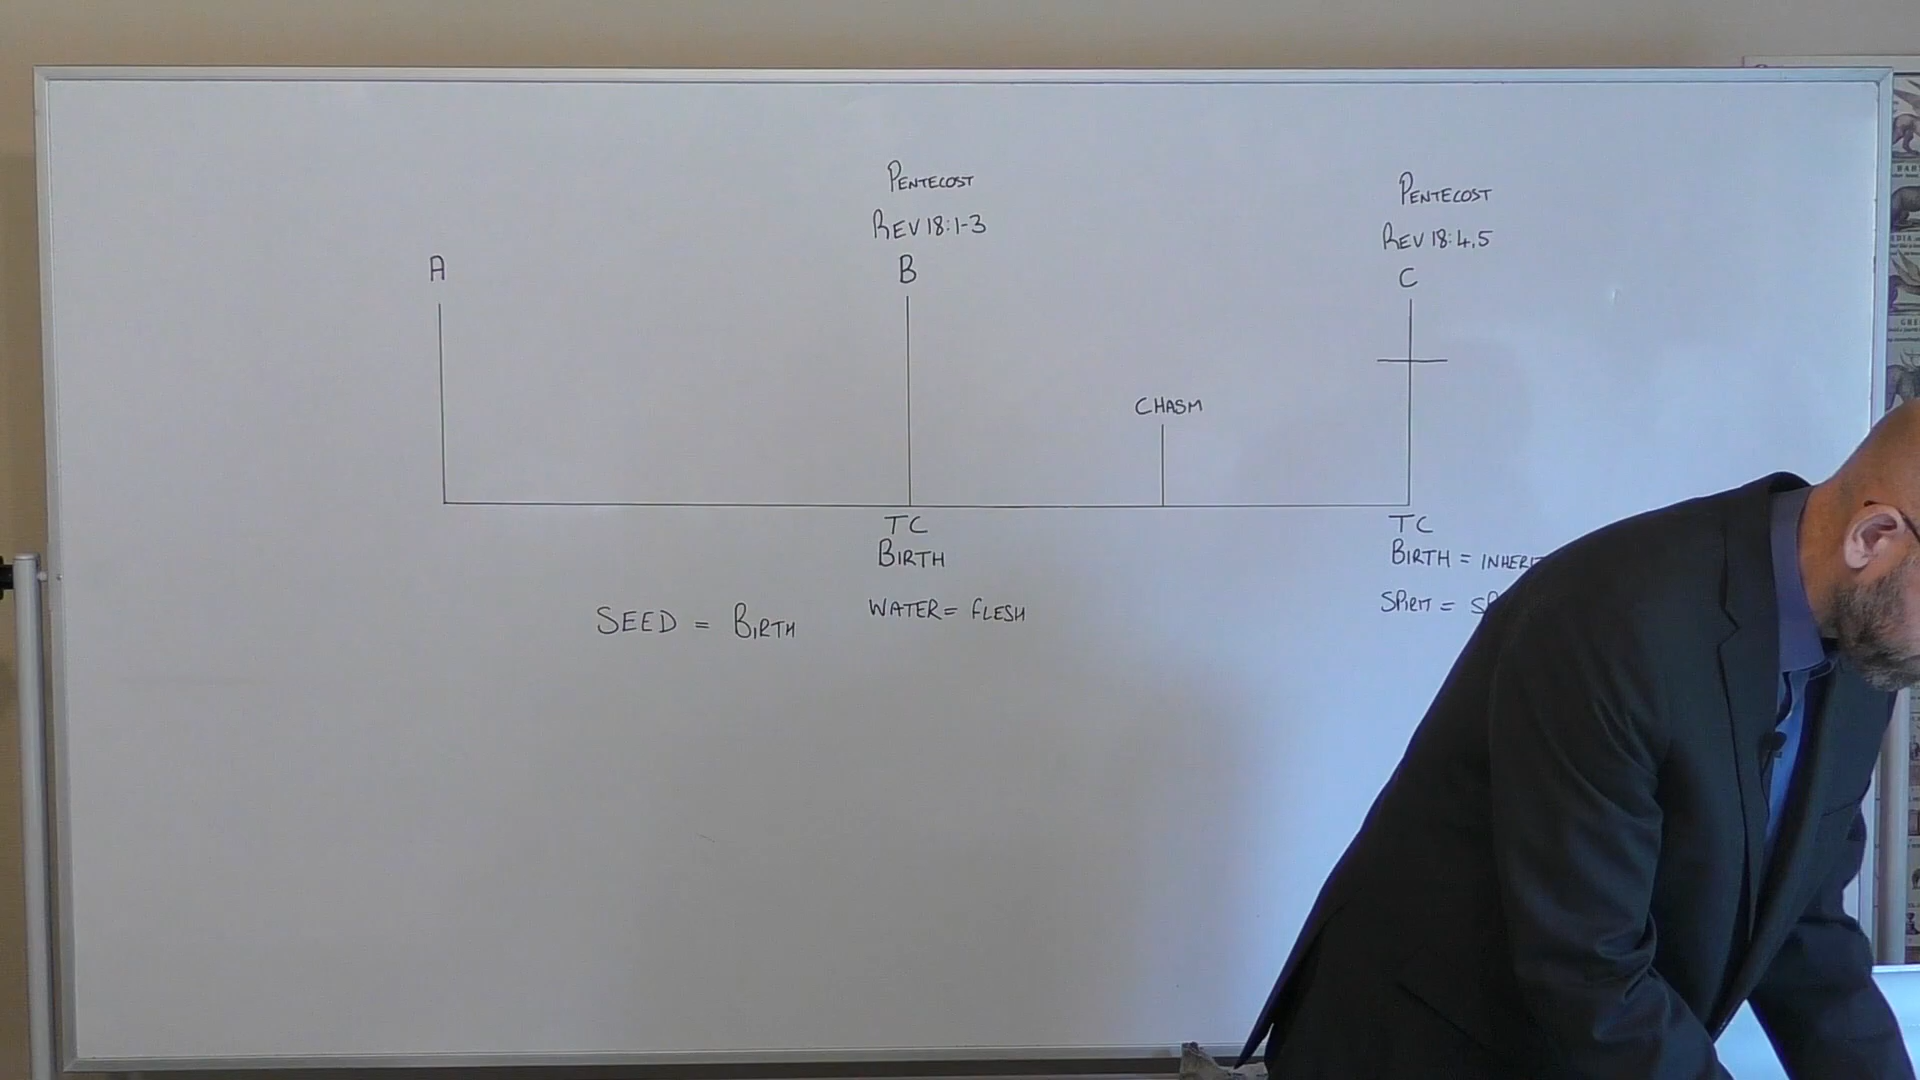 PENTECOST
REV 18:1-3
B
PENTECOST
REV 18:4,5
C
A
CHASM
TC
BIRTH
WATER = FLESH
TC
BIRTH =
SPIRIT =
SEED = BIRTH